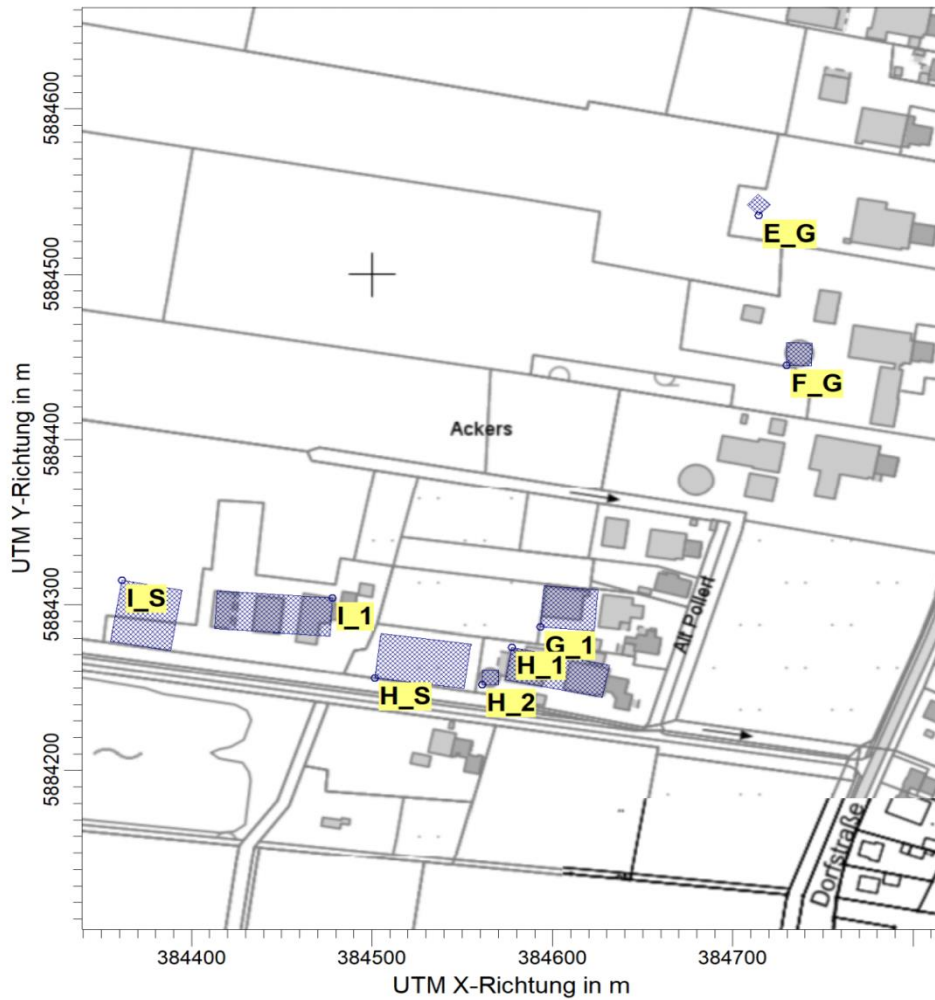 5884600
E_G
5884500
F_G
5884400
Ackers
UTM Y-Richtung in m
5884300
I_S
I_1
Alt Pollert
G_1
H_1
H_S
H_2
5884200
Dorfstraße
384400
384500
384600
384700
UTM X-Richtung in m